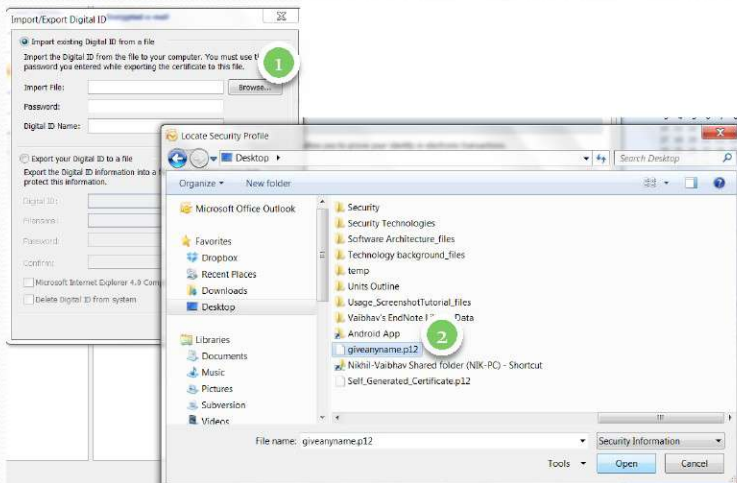 Import/Export Digital ID
Import existing Digital ID from a file
Import the Digital ID from the file to your computer. You must use the
password you entered while exporting the certificate to this file.
1
Import File:
Browse...
Password:
Digital ID Name:
Export your Digital ID to a file
Export the Digital ID information into a
protect this information.
Digital ID:
Filename:
Password:
Confirm:
Microsoft Internet Explorer 4.0
Delete Digital ID from system
Locate Security Profile
Desktop
Search Desktop
Organize
New folder
Microsoft Office Outlook
Favorites
Dropbox
Recent Places
Downloads
Desktop
Libraries
Documents
Music
Pictures
Subversion
Videos
Security
Security Technologies
Software Architecture_files
Technology background_files
temp
Units Outline
Usage_ScreenshotTutorial_files
Vaibhav's EndNote Data
Android App
2
giveanyname.p12
Nikhil-Vaibhav Shared folder (NIK-PC) - Shortcut
Self_Generated_Certificate.p12
File name: giveanyname.p12
Security Information
Tools
Open
Cancel